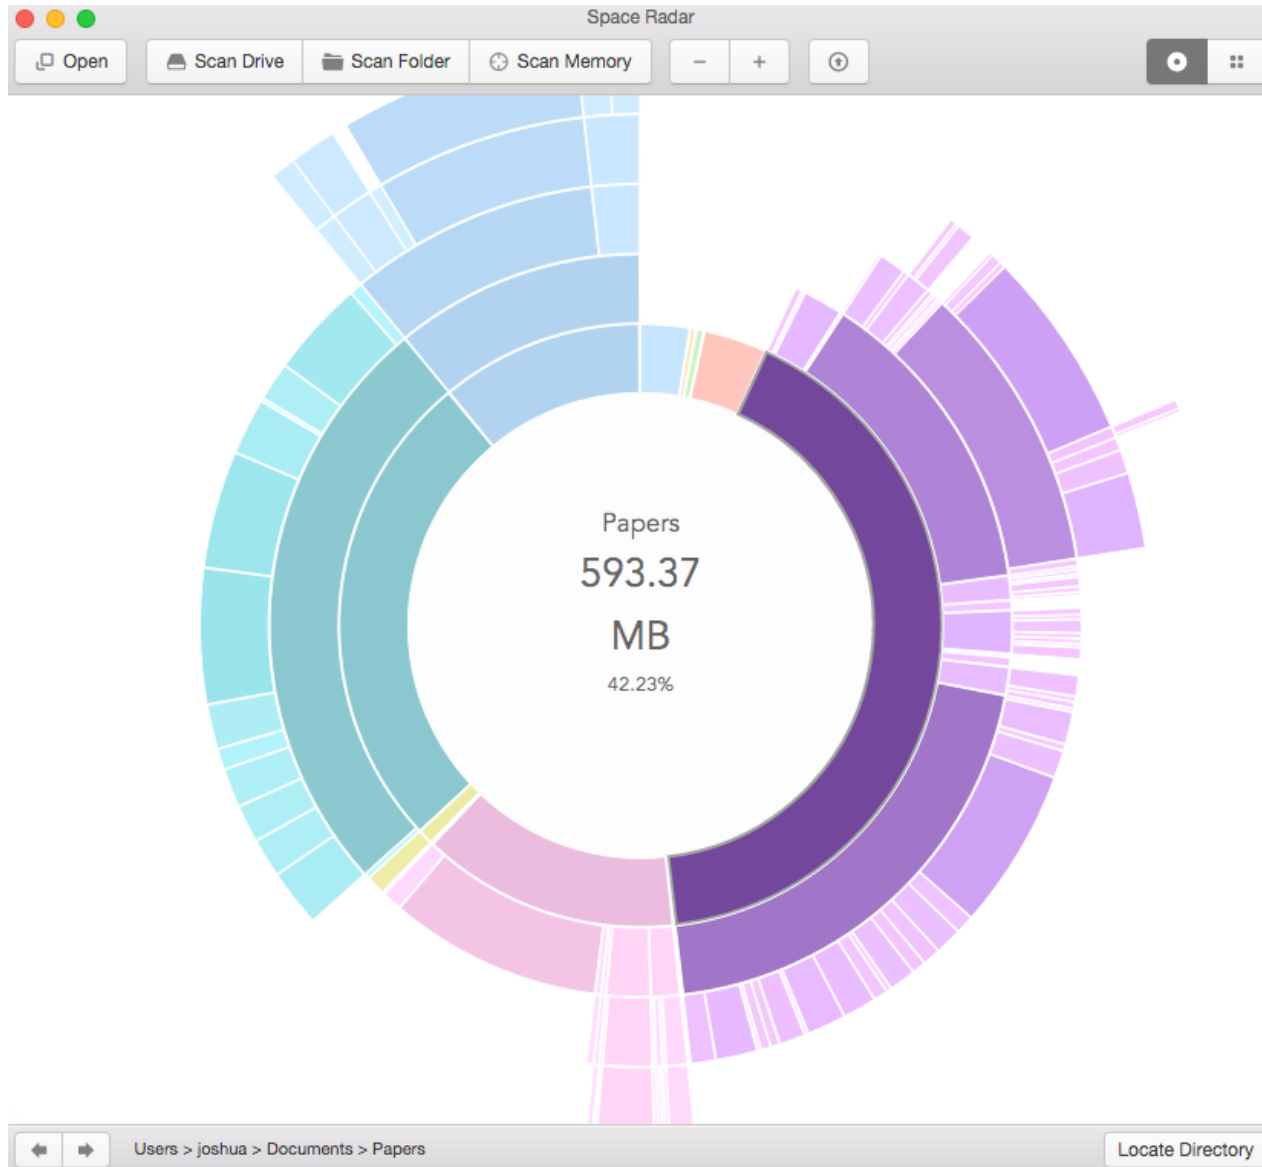 Space Radar
Open Scan Drive Scan Folder Scan Memory − +
Papers
593.37
MB
42.23%
Users > joshua > Documents > Papers Locate Directory